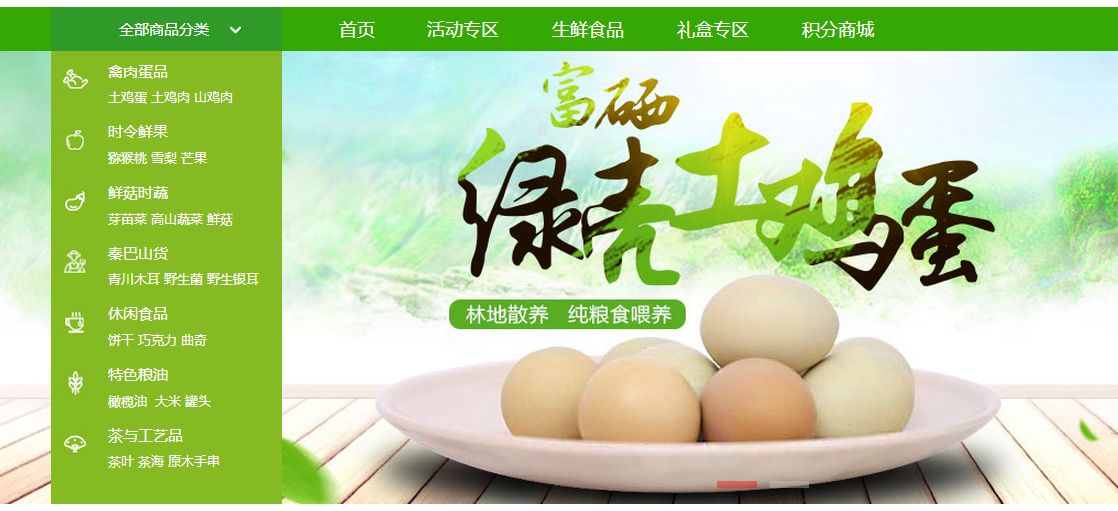 全部商品分类 首页 活动专区 生鲜食品 礼盒专区 积分商城
禽肉蛋品
土鸡蛋 土鸡肉 山鸡肉
时令鲜果
猕猴桃 雪梨 芒果
鲜菇时蔬
芽苗菜 高山蔬菜 鲜菇
秦巴山货
青川木耳 野生菌 野生银耳
休闲食品
饼干 巧克力 曲奇
特色粮油
橄榄油 大米 罐头
茶与工艺品
茶叶 茶海 原木手串
富硒
绿壳土鸡蛋
林地散养 纯粮食喂养